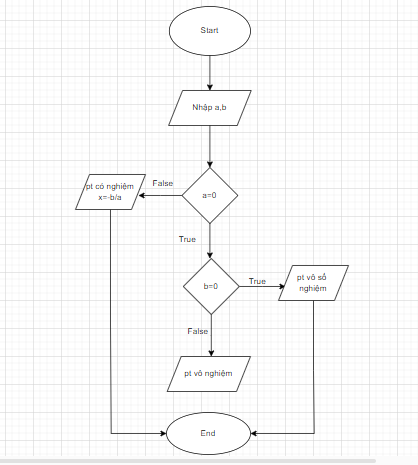 Start
Nhập a,b
a=0
False
pt có nghiệm
x=-b/a
True
b=0
True
pt vô số
nghiệm
False
pt vô nghiệm
End